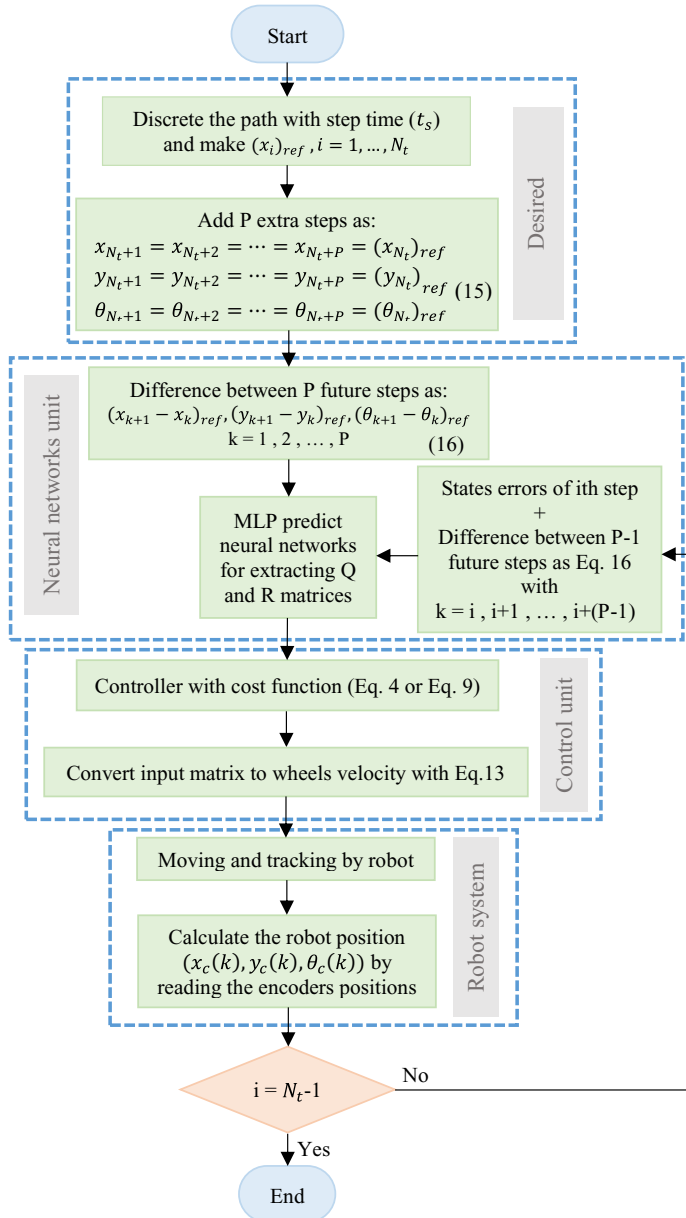 Start
Discrete the path with step time (t_s)
and make (x_i)_{ref}, i = 1, …, N_t
Add P extra steps as:
x_{N_t+1} = x_{N_t+2} = ⋯ = x_{N_t+P} = (x_{N_t})_{ref}
y_{N_t+1} = y_{N_t+2} = ⋯ = y_{N_t+P} = (y_{N_t})_{ref}
(15)
θ_{N_t+1} = θ_{N_t+2} = ⋯ = θ_{N_t+P} = (θ_{N_t})_{ref}
Desired
Difference between P future steps as:
(x_{k+1} − x_k)_{ref}, (y_{k+1} − y_k)_{ref}, (θ_{k+1} − θ_k)_{ref}
k = 1 , 2 , … , P
(16)
MLP predict
neural networks
for extracting Q
and R matrices
States errors of ith step
+
Difference between P-1
future steps as Eq. 16
with
k = i , i+1 , … , i+(P-1)
Neural networks unit
Controller with cost function (Eq. 4 or Eq. 9)
Convert input matrix to wheels velocity with Eq.13
Control unit
Moving and tracking by robot
Calculate the robot position
(x_c(k), y_c(k), θ_c(k)) by
reading the encoders positions
Robot system
i = N_t-1
No
Yes
End